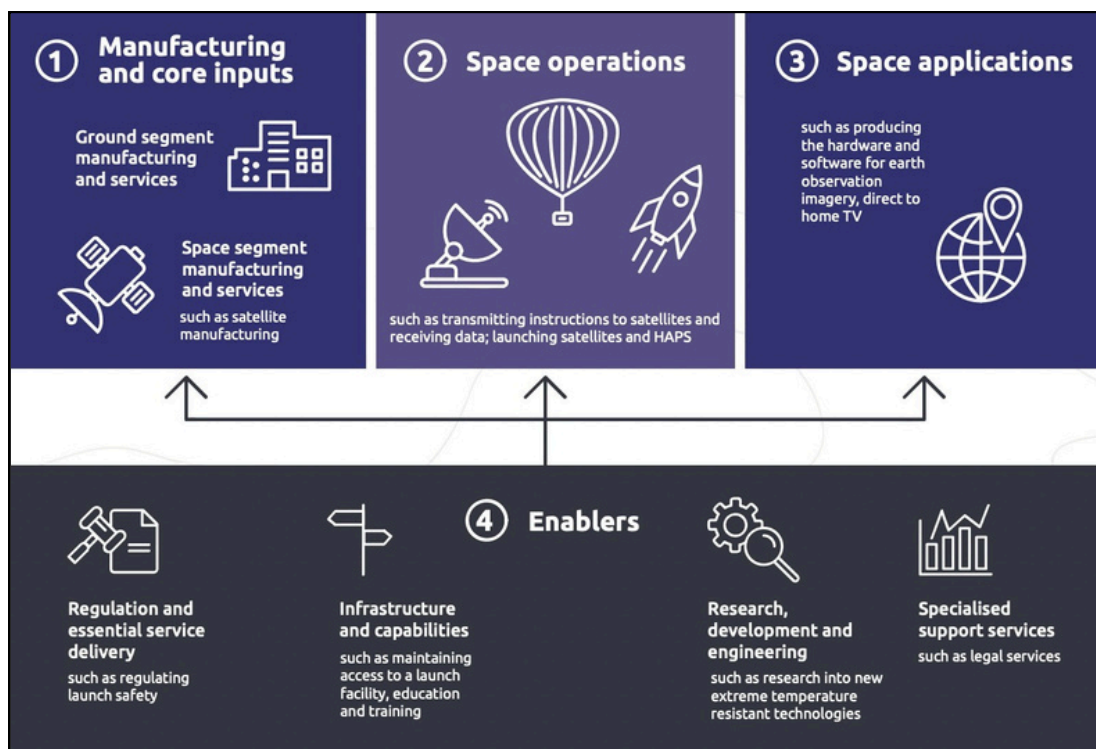 1 Manufacturing
and core inputs
Ground segment
manufacturing
and services
Space segment
manufacturing
and services
such as satellite
manufacturing
2 Space operations
such as transmitting instructions to satellites and
receiving data; launching satellites and HAPS
3 Space applications
such as producing
the hardware and
software for earth
observation
imagery, direct to
home TV
4 Enablers
Regulation and
essential service
delivery
such as regulating
launch safety
Infrastructure
and capabilities
such as maintaining
access to a launch
facility, education
and training
Research,
development and
engineering
such as research into new
extreme temperature
resistant technologies
Specialised
support services
such as legal services